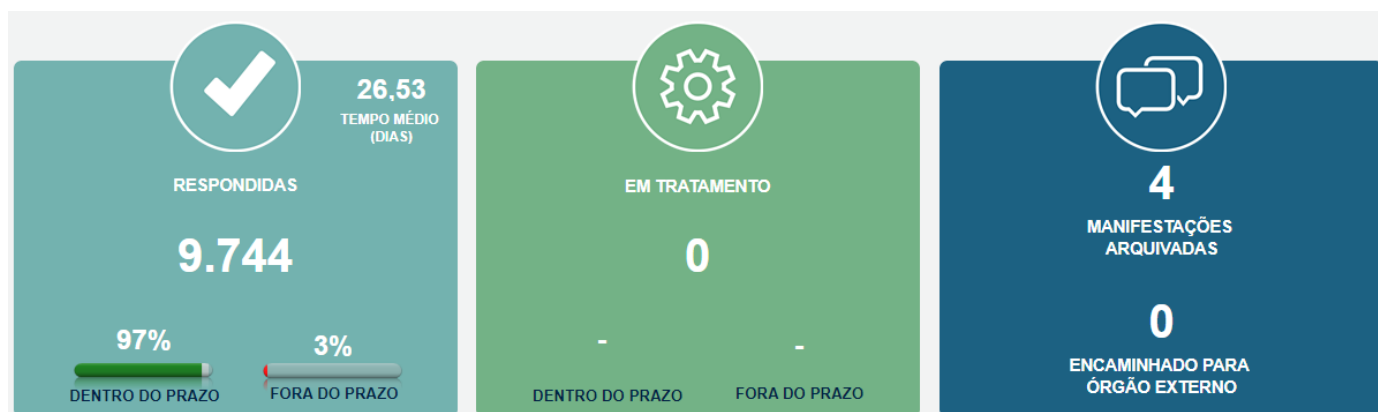 26,53
TEMPO MÉDIO
(DIAS)
RESPONDIDAS
9.744
97%
DENTRO DO PRAZO
3%
FORA DO PRAZO
EM TRATAMENTO
0
-
DENTRO DO PRAZO
-
FORA DO PRAZO
4
MANIFESTAÇÕES
ARQUIVADAS
0
ENCAMINHADO PARA
ÓRGÃO EXTERNO